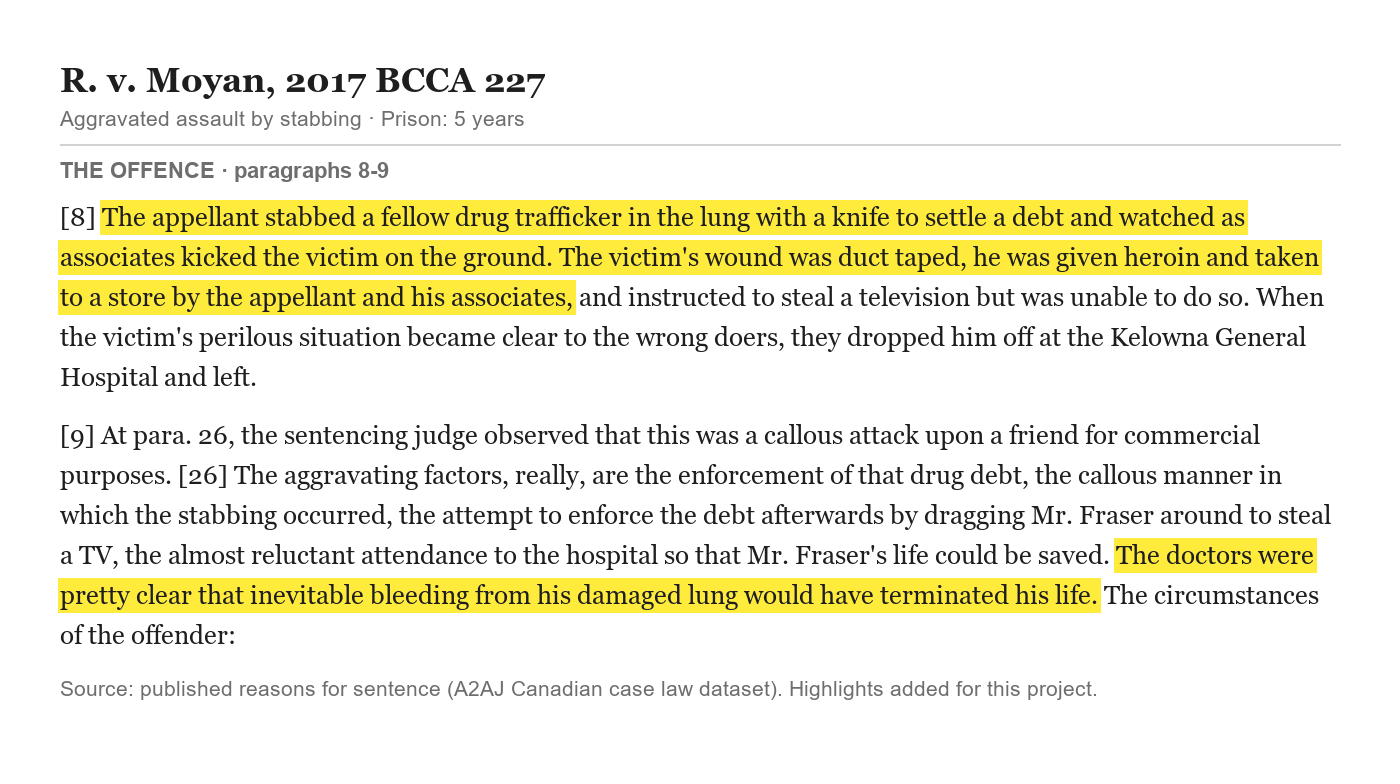 R. v. Moyan, 2017 BCCA 227
Aggravated assault by stabbing · Prison: 5 years
THE OFFENCE · paragraphs 8-9
[8] The appellant stabbed a fellow drug trafficker in the lung with a knife to settle a debt and watched as
associates kicked the victim on the ground. The victim's wound was duct taped, he was given heroin and taken
to a store by the appellant and his associates, and instructed to steal a television but was unable to do so. When
the victim's perilous situation became clear to the wrong doers, they dropped him off at the Kelowna General
Hospital and left.
[9] At para. 26, the sentencing judge observed that this was a callous attack upon a friend for commercial
purposes. [26] The aggravating factors, really, are the enforcement of that drug debt, the callous manner in
which the stabbing occurred, the attempt to enforce the debt afterwards by dragging Mr. Fraser around to steal
a TV, the almost reluctant attendance to the hospital so that Mr. Fraser's life could be saved. The doctors were
pretty clear that inevitable bleeding from his damaged lung would have terminated his life. The circumstances
of the offender:
Source: published reasons for sentence (A2AJ Canadian case law dataset). Highlights added for this project.